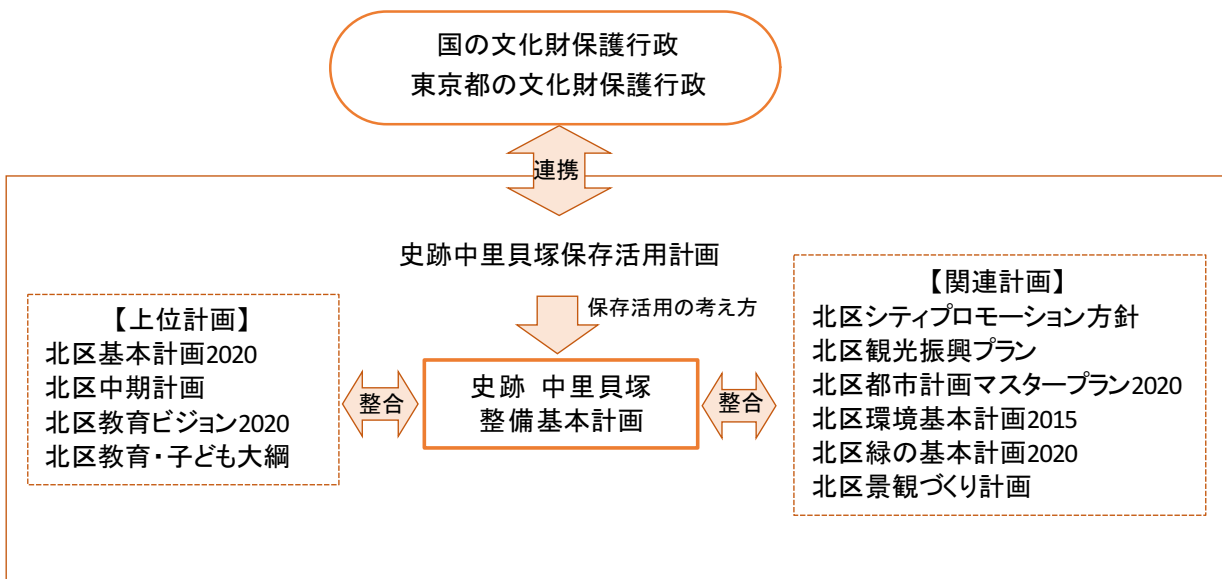 国の文化財保護行政
東京都の文化財保護行政
連携
史跡中里貝塚保存活用計画
保存活用の考え方
【上位計画】
北区基本計画2020
北区中期計画
北区教育ビジョン2020
北区教育・子ども大綱
整合
史跡 中里貝塚
整備基本計画
整合
【関連計画】
北区シティプロモーション方針
北区観光振興プラン
北区都市計画マスタープラン2020
北区環境基本計画2015
北区緑の基本計画2020
北区景観づくり計画